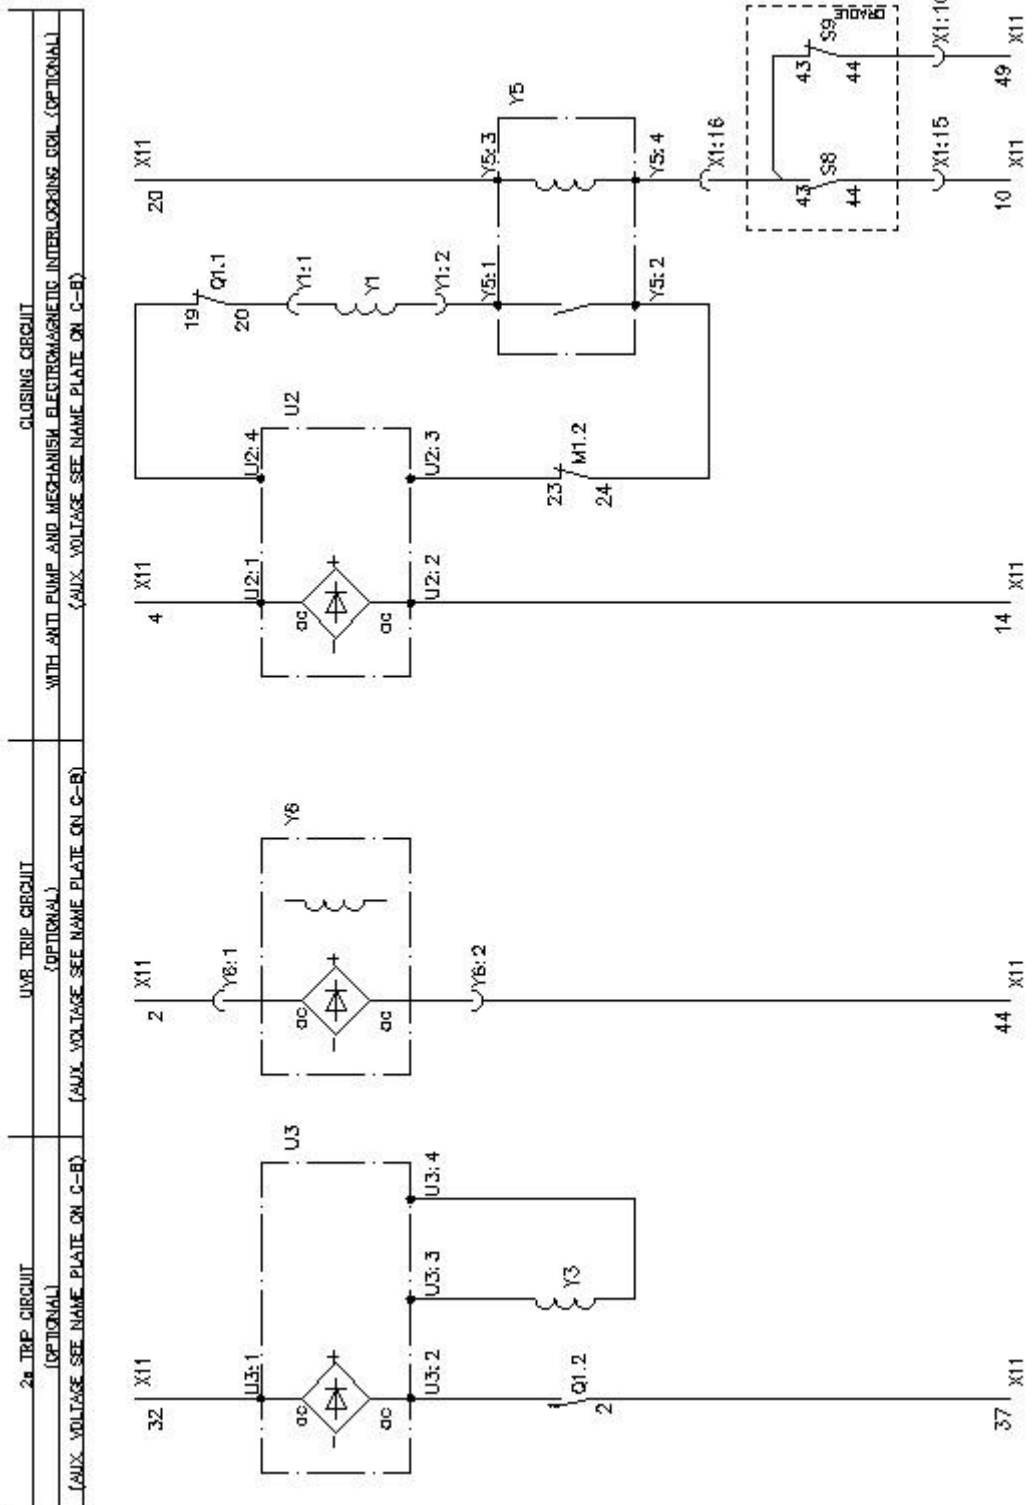 2a TRIP CIRCUIT
(OPTIONAL)
(AUX. VOLTAGE SEE NAME PLATE ON C-B)
UVR TRIP CIRCUIT
(OPTIONAL)
(AUX. VOLTAGE SEE NAME PLATE ON C-B)
CLOSING CIRCUIT
WITH ANTI PUMP AND MECHANISM ELECTROMAGNETIC INTERLOCKING COIL (OPTIONAL)
(AUX. VOLTAGE SEE NAME PLATE ON C-B)
32 X11
U3:1
ac
+
−
ac
U3:2
U3:3
U3:4
U3
Y3
1
Q1.2
2
37 X11
2 X11
Y6:1
ac
+
−
ac
Y6
Y6:2
44 X11
4 X11
U2:1
U2:4
U2
ac
+
−
ac
U2:2
U2:3
23
M1.2
24
14 X11
19
Q1.1
20
Y1:1
Y1
Y1:2
Y5:1
Y5:2
20 X11
Y5:3
Y5
Y5:4
X1:16
CRADLE
43
S8
44
43
S9
44
X1:15
10 X11
49 X11